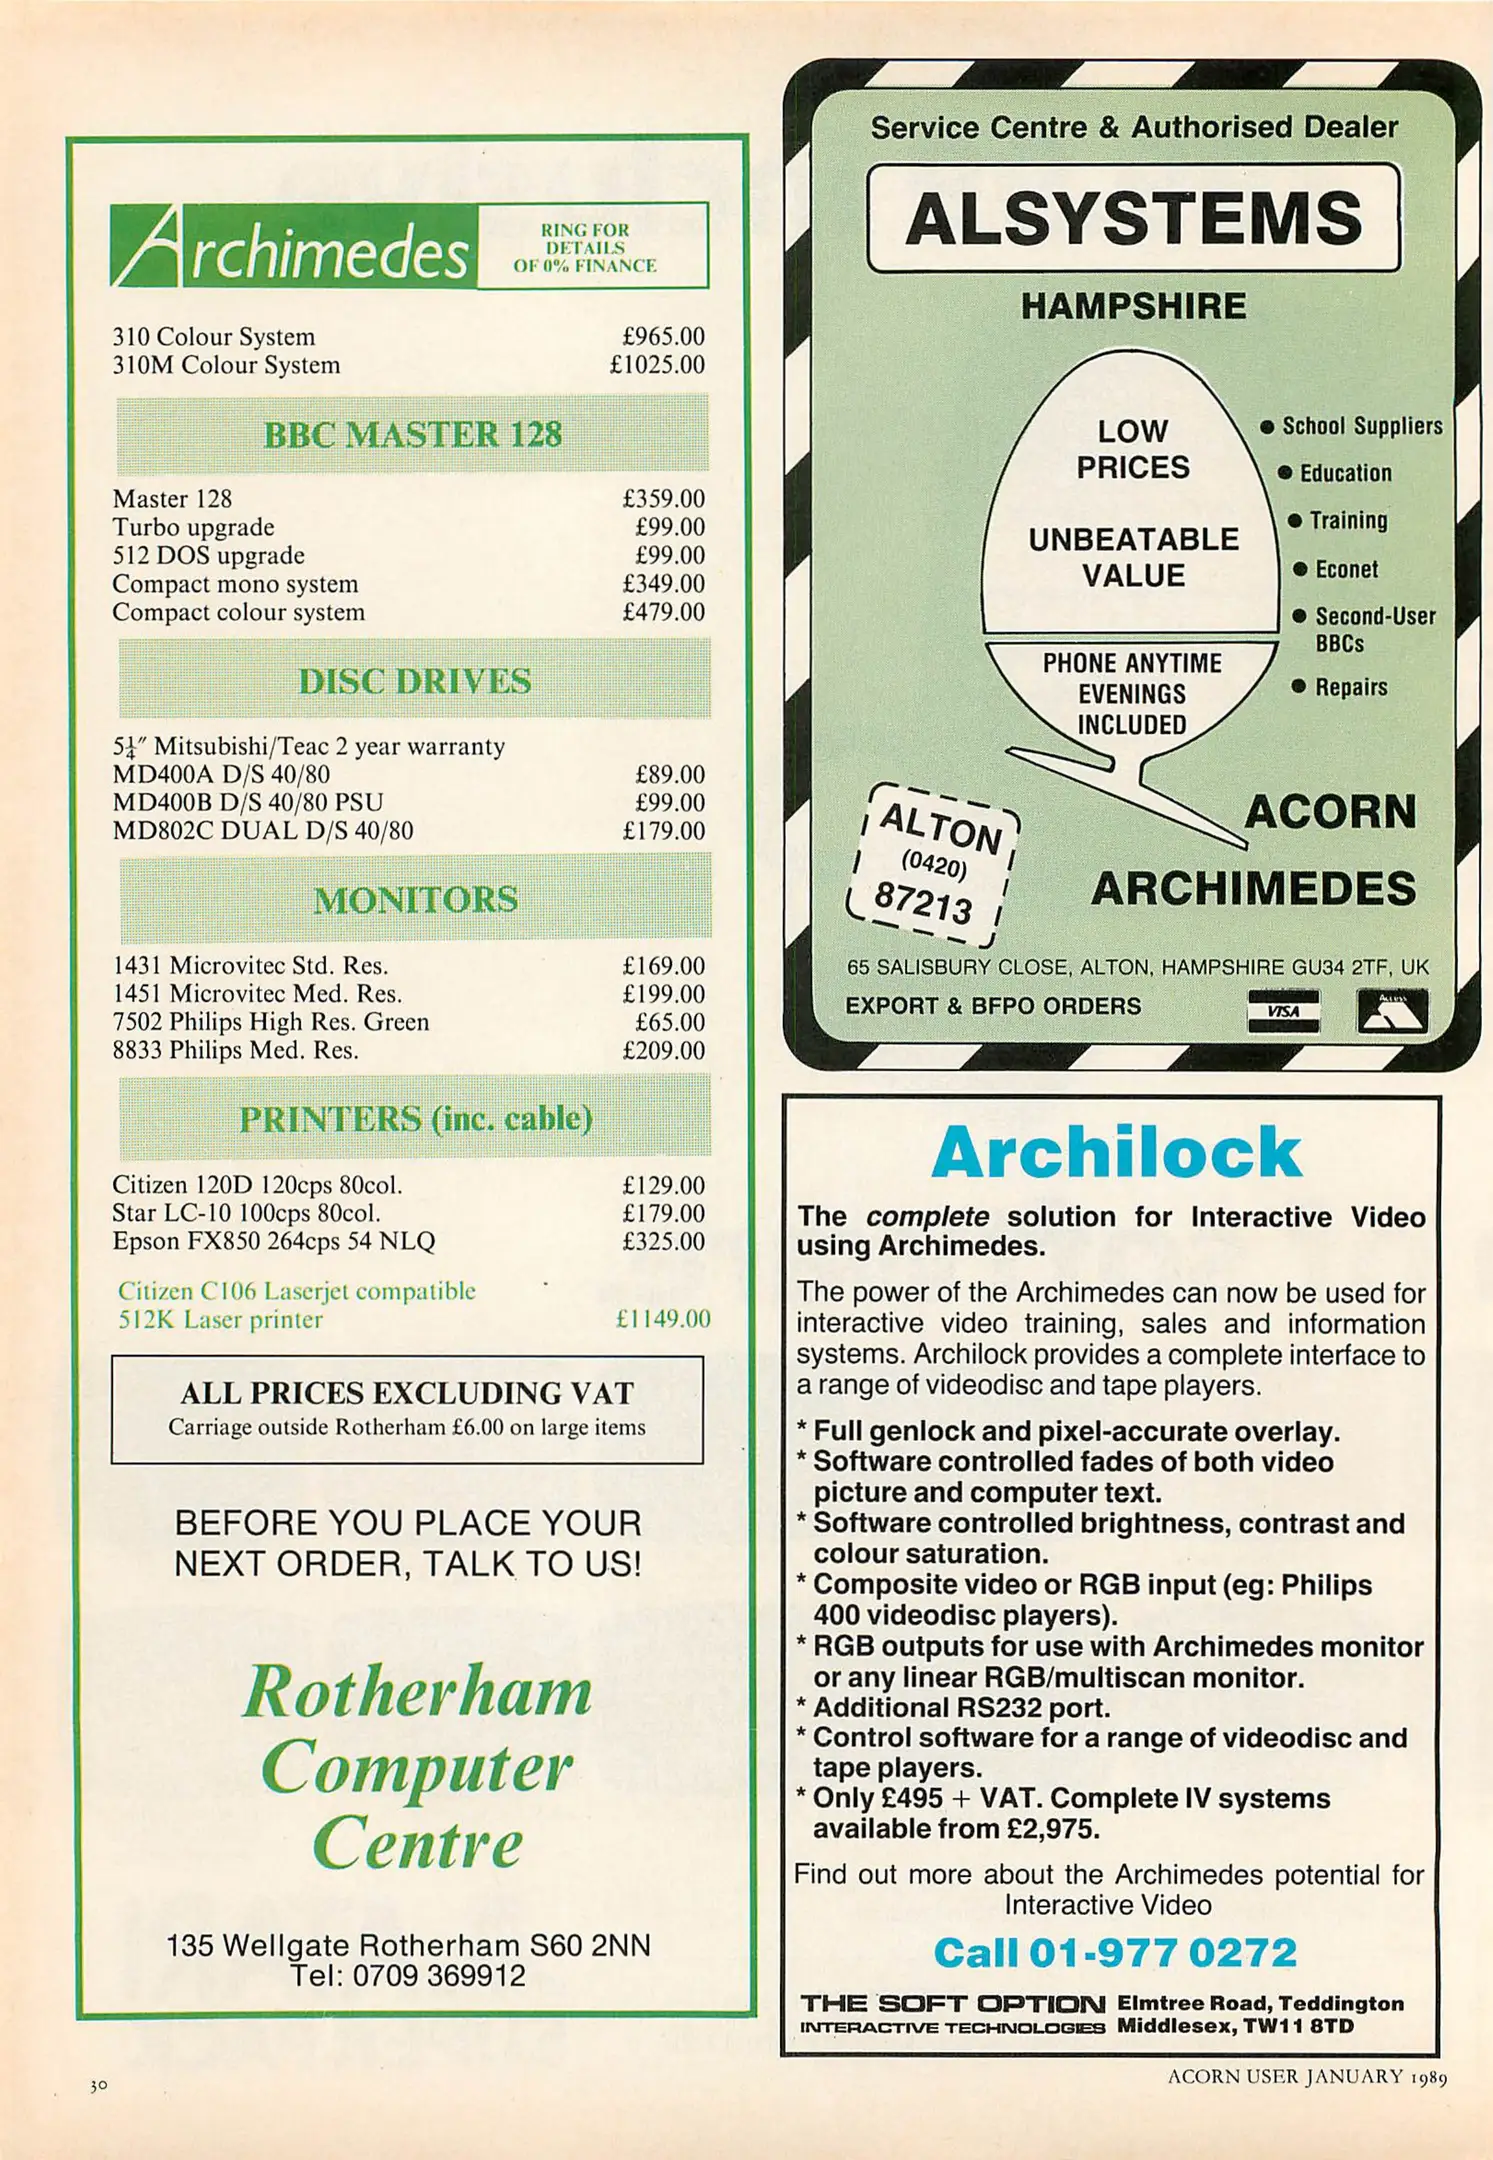 Archimedes
RING FOR
DETAILS
OF 0% FINANCE
310 Colour System £965.00
310M Colour System £1025.00
BBC MASTER 128
Master 128 £359.00
Turbo upgrade £99.00
512 DOS upgrade £99.00
Compact mono system £349.00
Compact colour system £479.00
DISC DRIVES
5¼″ Mitsubishi/Teac 2 year warranty
MD400A D/S 40/80 £89.00
MD400B D/S 40/80 PSU £99.00
MD802C DUAL D/S 40/80 £179.00
MONITORS
1431 Microvitec Std. Res. £169.00
1451 Microvitec Med. Res. £199.00
7502 Philips High Res. Green £65.00
8833 Philips Med. Res. £209.00
PRINTERS (inc. cable)
Citizen 120D 120cps 80col. £129.00
Star LC-10 100cps 80col. £179.00
Epson FX850 264cps 54 NLQ £325.00
Citizen C106 Laserjet compatible
512K Laser printer £1149.00
ALL PRICES EXCLUDING VAT
Carriage outside Rotherham £6.00 on large items
BEFORE YOU PLACE YOUR
NEXT ORDER, TALK TO US!
Rotherham
Computer
Centre
135 Wellgate Rotherham S60 2NN
Tel: 0709 369912
Service Centre & Authorised Dealer
ALSYSTEMS
HAMPSHIRE
LOW
PRICES
UNBEATABLE
VALUE
PHONE ANYTIME
EVENINGS
INCLUDED
• School Suppliers
• Education
• Training
• Econet
• Second-User
BBCs
• Repairs
ALTON
(0420)
87213
ACORN
ARCHIMEDES
65 SALISBURY CLOSE, ALTON, HAMPSHIRE GU34 2TF, UK
EXPORT & BFPO ORDERS
VISA
Access
Archilock
The complete solution for Interactive Video
using Archimedes.
The power of the Archimedes can now be used for
interactive video training, sales and information
systems. Archilock provides a complete interface to
a range of videodisc and tape players.
* Full genlock and pixel-accurate overlay.
* Software controlled fades of both video
picture and computer text.
* Software controlled brightness, contrast and
colour saturation.
* Composite video or RGB input (eg: Philips
400 videodisc players).
* RGB outputs for use with Archimedes monitor
or any linear RGB/multiscan monitor.
* Additional RS232 port.
* Control software for a range of videodisc and
tape players.
* Only £495 + VAT. Complete IV systems
available from £2,975.
Find out more about the Archimedes potential for
Interactive Video
Call 01-977 0272
THE SOFT OPTION Elmtree Road, Teddington
INTERACTIVE TECHNOLOGIES Middlesex, TW11 8TD
30
ACORN USER JANUARY 1989